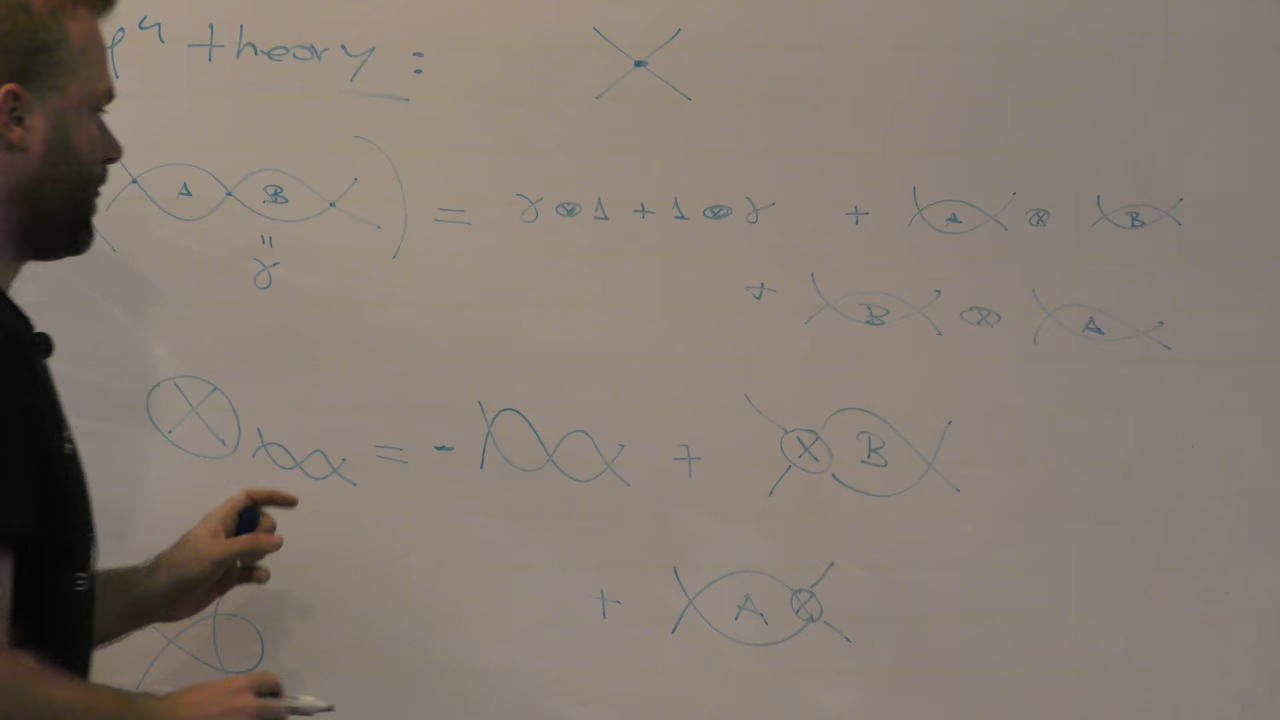 φ⁴ theory :
A B ) = γ ⊗ 1 + 1 ⊗ γ + A ⊗ B
γ
+ B ⊗ A
= - + B
+ A